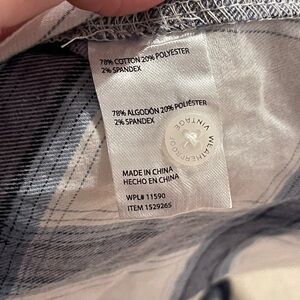 78% COTTON 20% POLYESTER
2% SPANDEX
78% ALGODÓN 20% POLIÉSTER
2% SPANDEX
WEATHERPROOF
VINTAGE
MADE IN CHINA
HECHO EN CHINA
WPL# 11590
ITEM 1529265